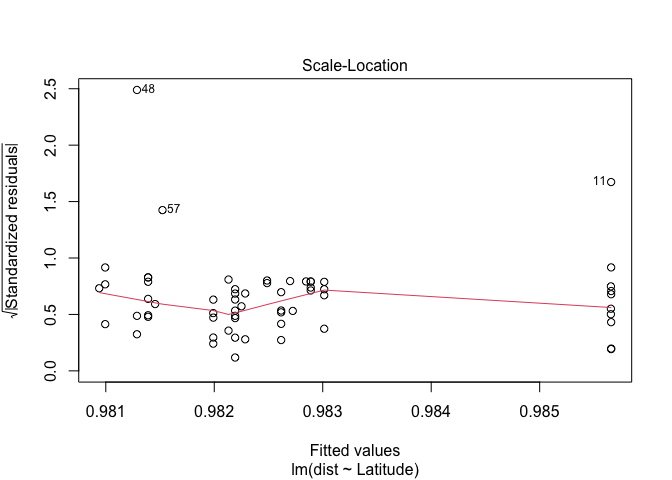 Scale-Location
√|Standardized residuals|
2.5
2.0
1.5
1.0
0.5
0.0
48
57
11
0.981 0.982 0.983 0.984 0.985
Fitted values
lm(dist ~ Latitude)